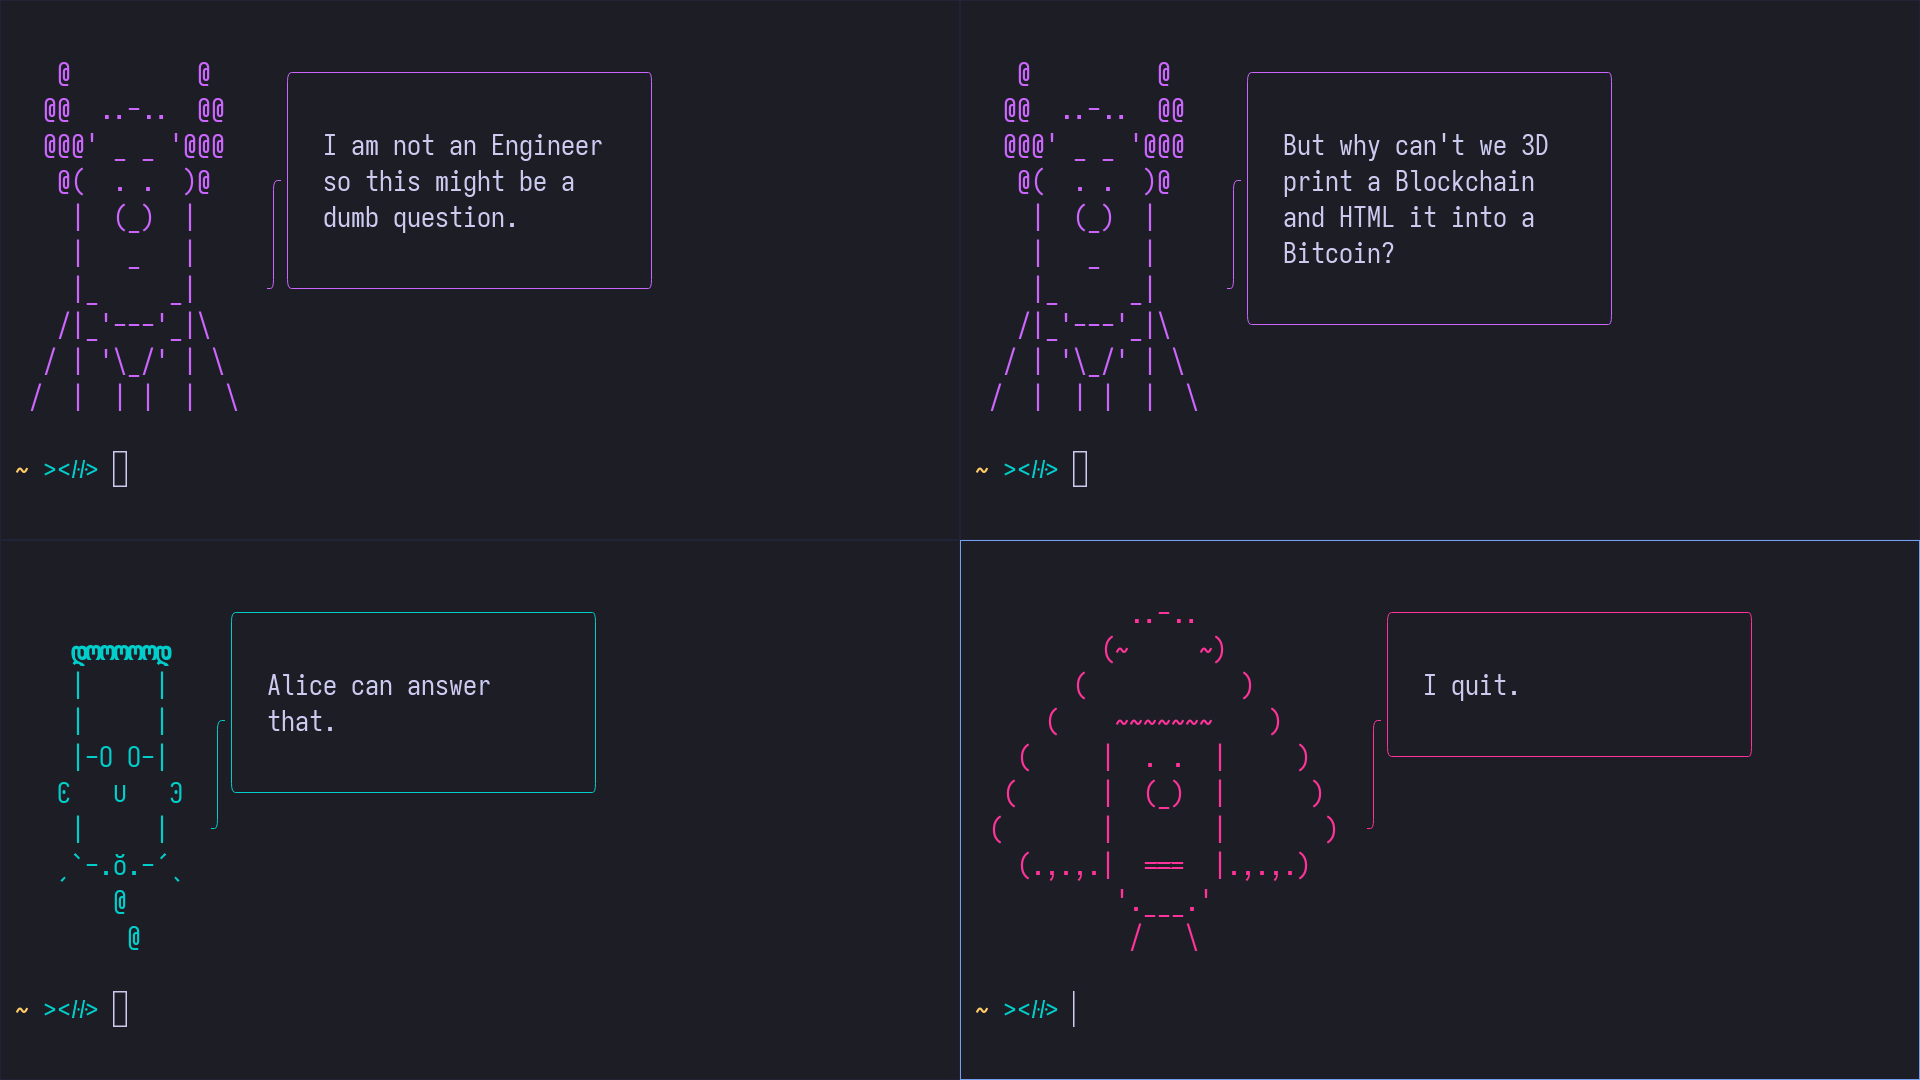 I am not an Engineer
so this might be a
dumb question.
~ ><//>
But why can't we 3D
print a Blockchain
and HTML it into a
Bitcoin?
~ ><//>
Alice can answer
that.
~ ><//>
I quit.
~ ><//>